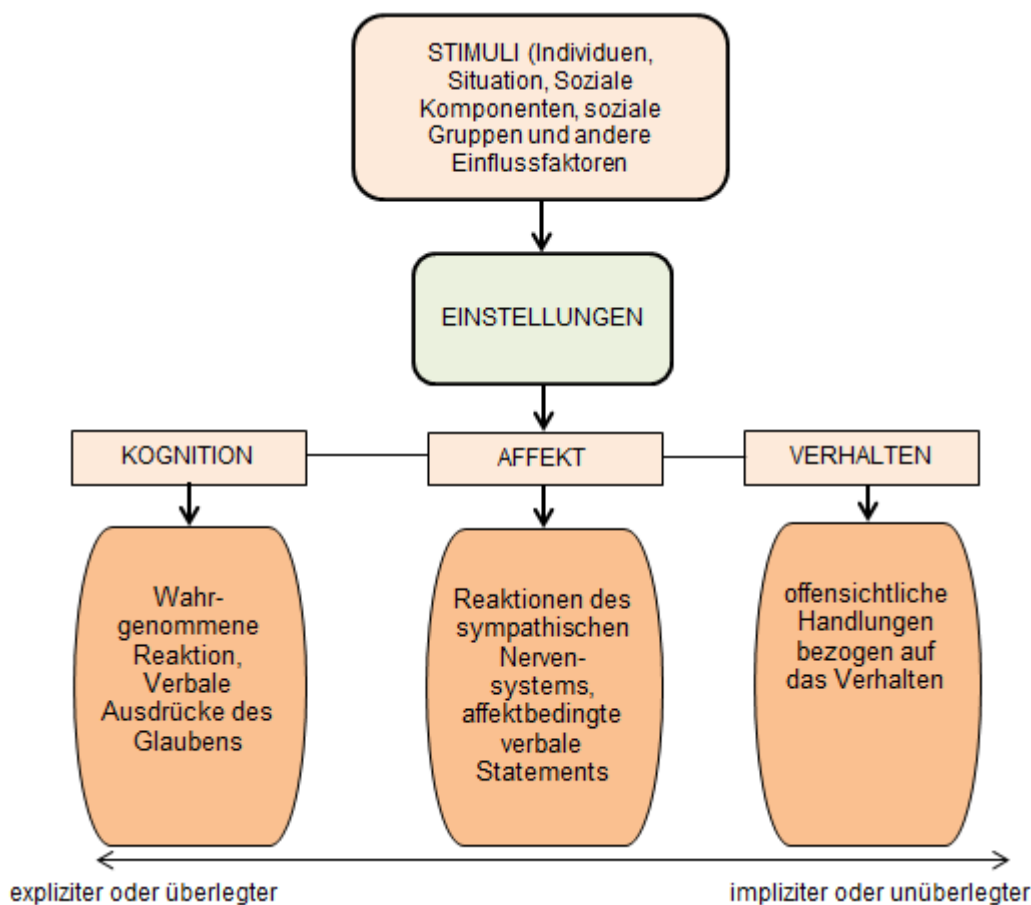 STIMULI (Individuen,
Situation, Soziale
Komponenten, soziale
Gruppen und andere
Einflussfaktoren
EINSTELLUNGEN
KOGNITION
AFFEKT
VERHALTEN
Wahr-
genommene
Reaktion,
Verbale
Ausdrücke des
Glaubens
Reaktionen des
sympathischen
Nerven-
systems,
affektbedingte
verbale
Statements
offensichtliche
Handlungen
bezogen auf
das Verhalten
expliziter oder überlegter
impliziter oder unüberlegter